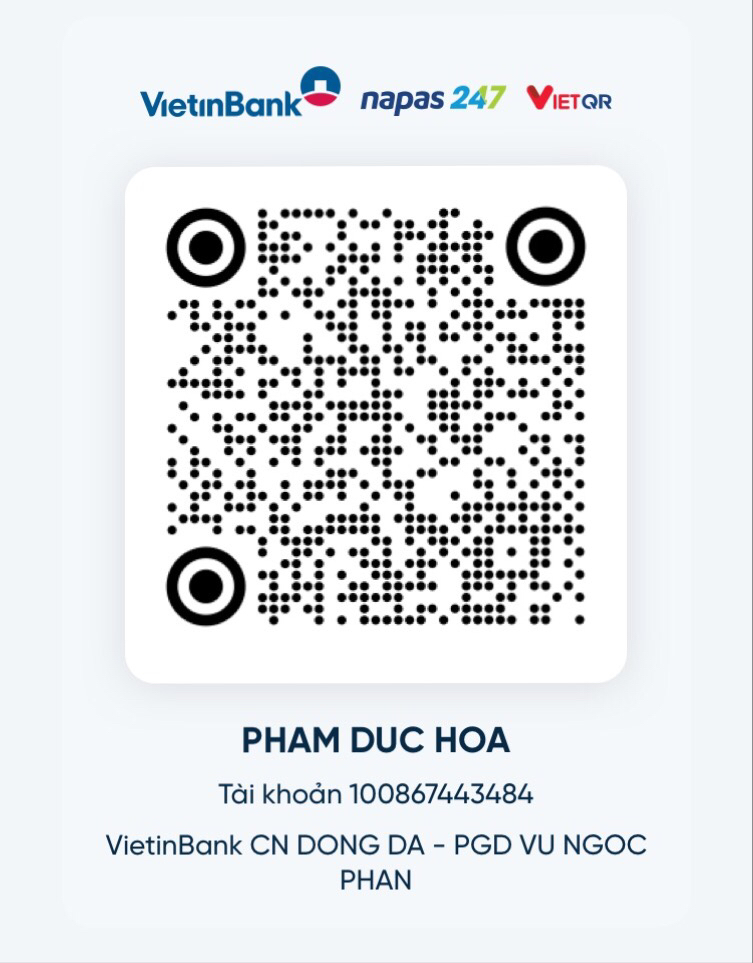 VietinBank napas 247 VIETQR
PHAM DUC HOA
Tài khoản 100867443484
VietinBank CN DONG DA - PGD VU NGOC
PHAN